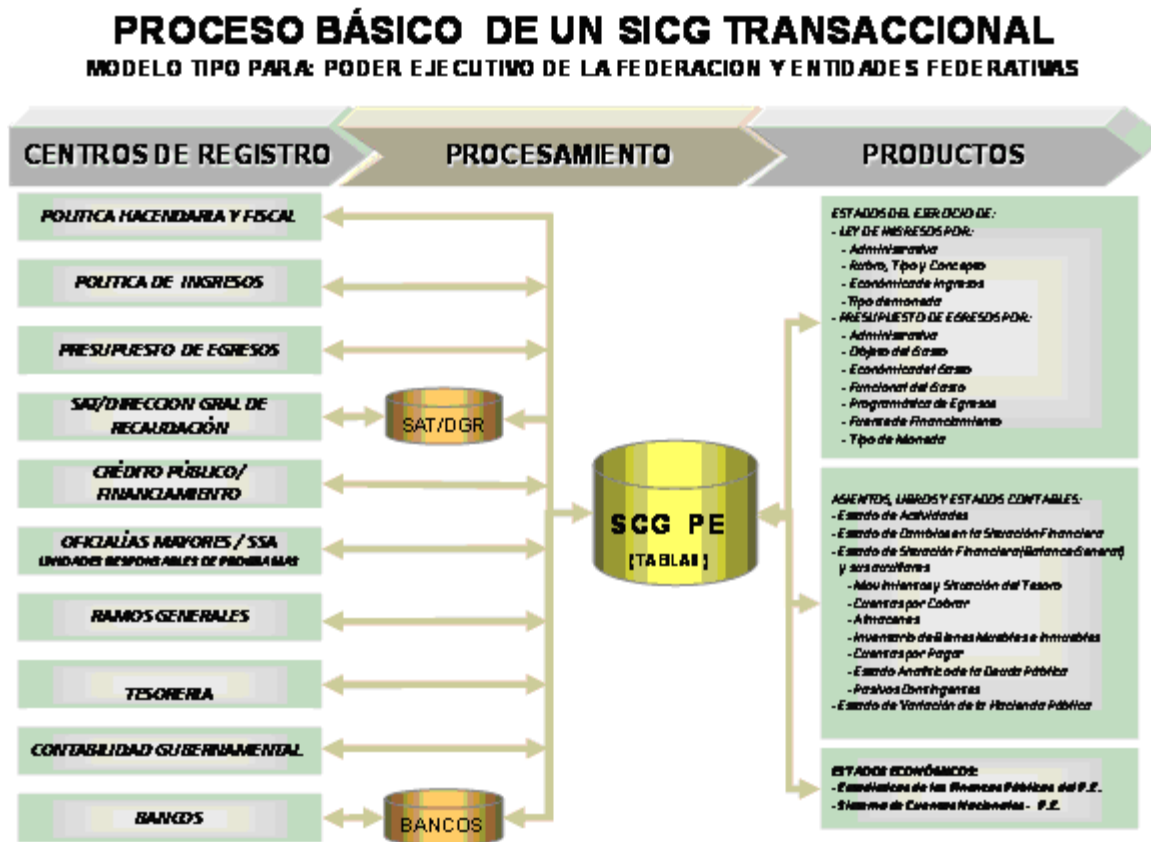 PROCESO BÁSICO DE UN SICG TRANSACCIONAL
MODELO TIPO PARA: PODER EJECUTIVO DE LA FEDERACION Y ENTIDADES FEDERATIVAS
CENTROS DE REGISTRO
PROCESAMIENTO
PRODUCTOS
POLITICA HACENDARIA Y FISCAL
POLITICA DE INGRESOS
PRESUPUESTO DE EGRESOS
SAT/DIRECCION GRAL DE
RECAUDACIÓN
CRÉDITO PÚBLICO/
FINANCIAMIENTO
OFICIALÍAS MAYORES / SSA
UNIDADES RESPONSABLES DE PROGRAMAS
RAMOS GENERALES
TESORERIA
CONTABILIDAD GUBERNAMENTAL
BANCOS
SAT/DGR
BANCOS
SCG PE
(TABLAS)
ESTADOS DEL EJERCICIO DE:
- LEY DE INGRESOS POR:
- Administrativa
- Rubro, Tipo y Concepto
- Económica de Ingresos
- Tipo de moneda
- PRESUPUESTO DE EGRESOS POR:
- Administrativa
- Objeto del Gasto
- Económica del Gasto
- Funcional del Gasto
- Programática de Egresos
- Fuente de Financiamiento
- Tipo de Moneda
ASIENTOS, LIBROS Y ESTADOS CONTABLES:
- Estado de Actividades
- Estado de Cambios en la Situación Financiera
- Estado de Situación Financiera (Balance General)
y sus auxiliares
- Movimientos y Situación del Tesoro
- Cuentas por Cobrar
- Almacenes
- Inventario de Bienes Muebles e Inmuebles
- Cuentas por Pagar
- Estado Analítico de la Deuda Pública
- Pasivos Contingentes
- Estado de Variación de la Hacienda Pública
ESTADOS ECONÓMICOS:
- Estadísticas de las Finanzas Públicas del P.E.
- Sistema de Cuentas Nacionales - P.E.